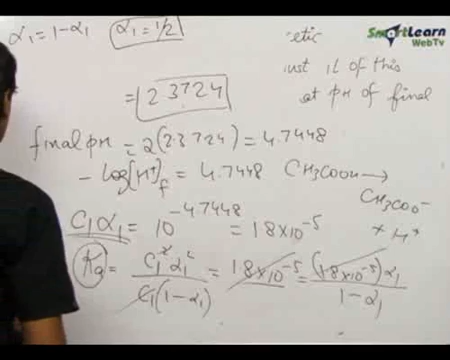 α₁ = 1-α₁ α₁ = 1/2
SmartLearn
WebTv
etic
just 1L of this
at pH of final
= 2.3724
final pH = 2(2.3724) = 4.7448
- log[H⁺]f = 4.7448 CH3COOH →
CH3COO⁻
+ H⁺
C₁α₁ = 10^-4.7448 = 1.8×10⁻⁵
Ka = C₁²α₁² / C₁(1-α₁) = 1.8×10⁻⁵ = (1.8×10⁻⁵)α₁ / 1-α₁